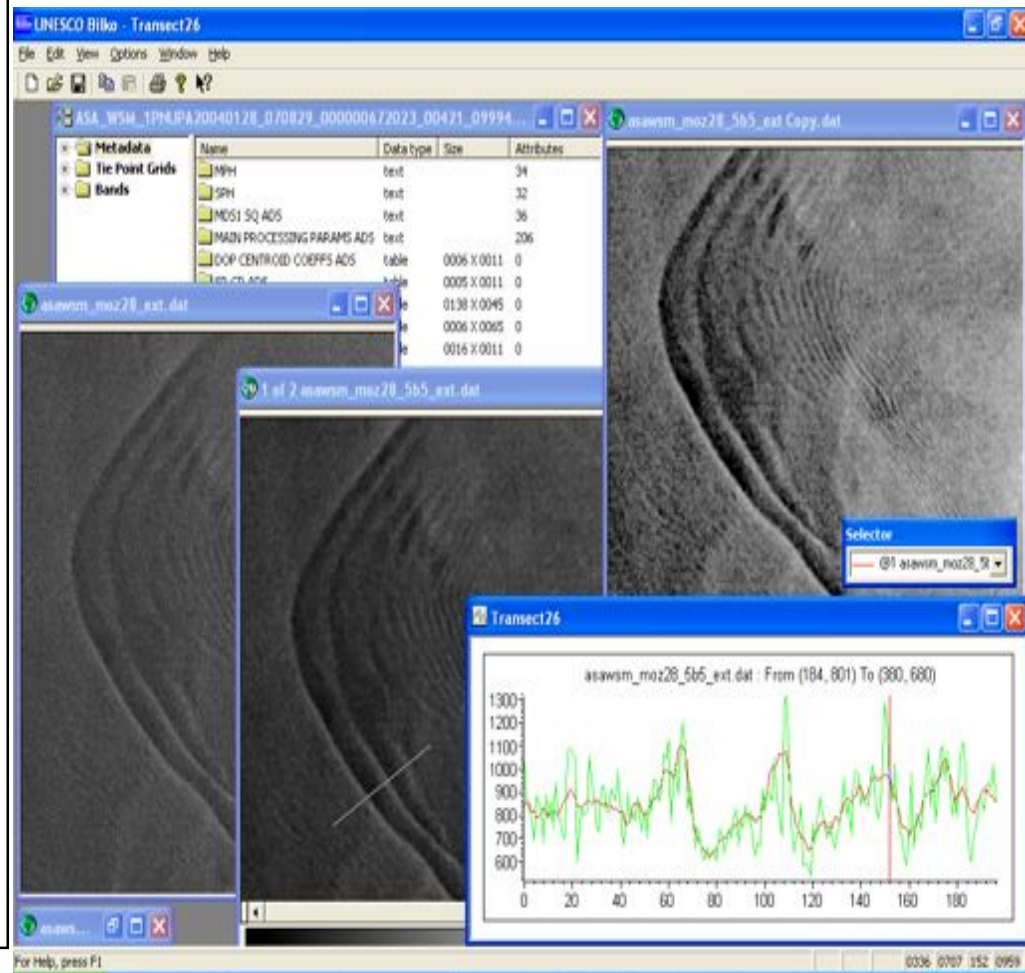 UNESCO Bilko - Transect26
File Edit View Options Window Help
ASA_WSM_1PNUPA20040128_070829_000000672023_00471_09994...
Metadata
Tie Point Grids
Bands
Name Data type Size Attributes
MPH text 34
SPH text 32
MDS1 SQ ADS text 36
MAIN PROCESSING PARAMS ADS text 206
DOP CENTROID COEFFS ADS table 0006 X 0011 0
0005 X 0011 0
0138 X 0045 0
0006 X 0065 0
0016 X 0011 0
asawsm_moz28_5b5_ext Copy.dat
asawsm_moz28_ext.dat
1 of 2 asawsm_moz28_5b5_ext.dat
Selector
@1 asawsm_moz28_5
Transect26
asawsm_moz28_5b5_ext.dat : From (184, 801) To (380, 680)
1300
1200
1100
1000
900
800
700
600
0 20 40 60 80 100 120 140 160 180
asaws...
For Help, press F1
0336 0707 152 0959